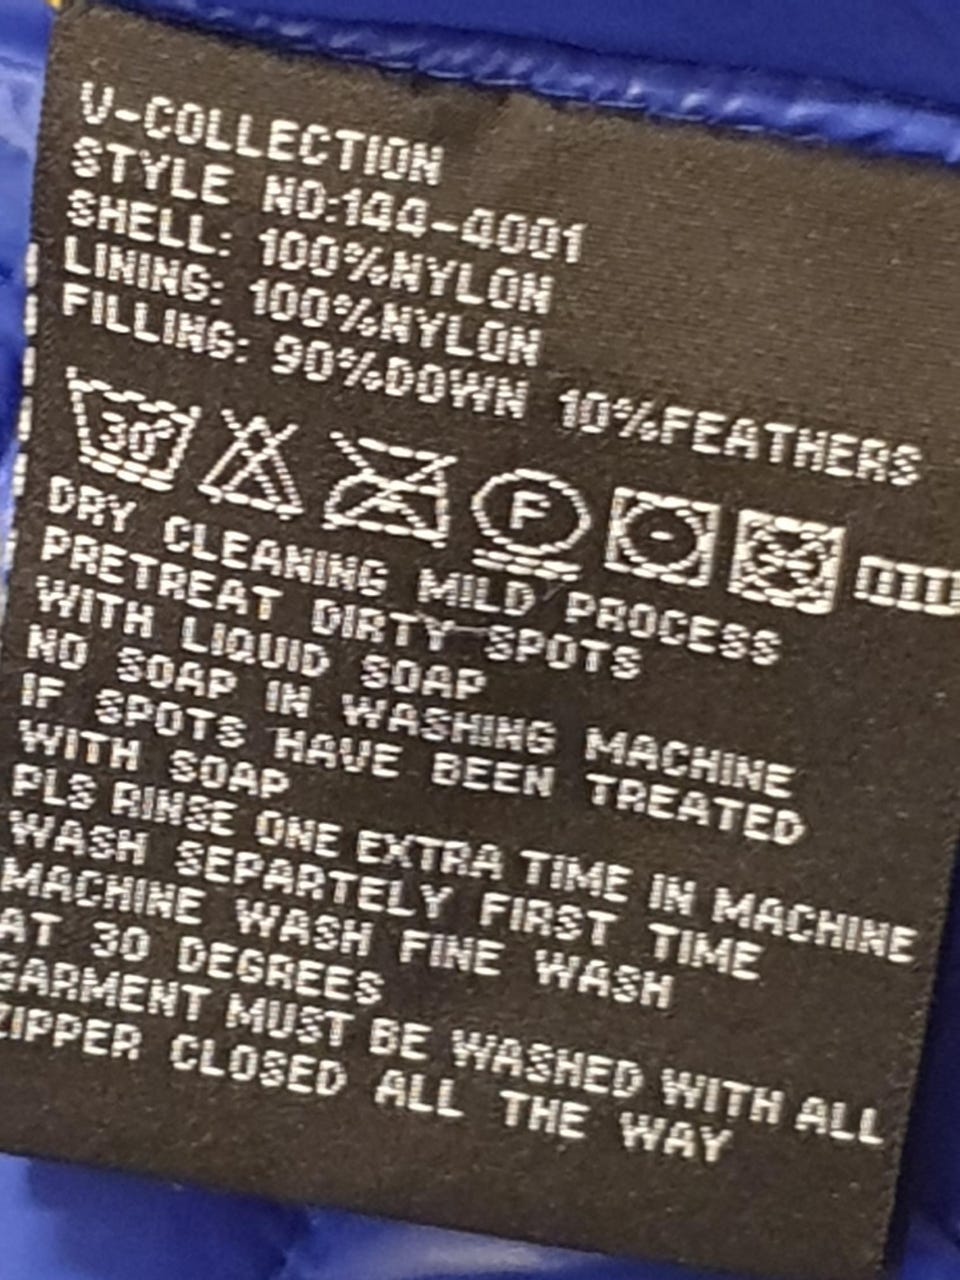 V-COLLECTION
STYLE NO:144-4001
SHELL: 100%NYLON
LINING: 100%NYLON
FILLING: 90%DOWN 10%FEATHERS
30°
F
DRY CLEANING MILD PROCESS
PRETREAT DIRTY SPOTS
WITH LIQUID SOAP
NO SOAP IN WASHING MACHINE
IF SPOTS HAVE BEEN TREATED
WITH SOAP
PLS RINSE ONE EXTRA TIME IN MACHINE
WASH SEPARTELY FIRST TIME
MACHINE WASH FINE WASH
AT 30 DEGREES
GARMENT MUST BE WASHED WITH ALL
ZIPPER CLOSED ALL THE WAY